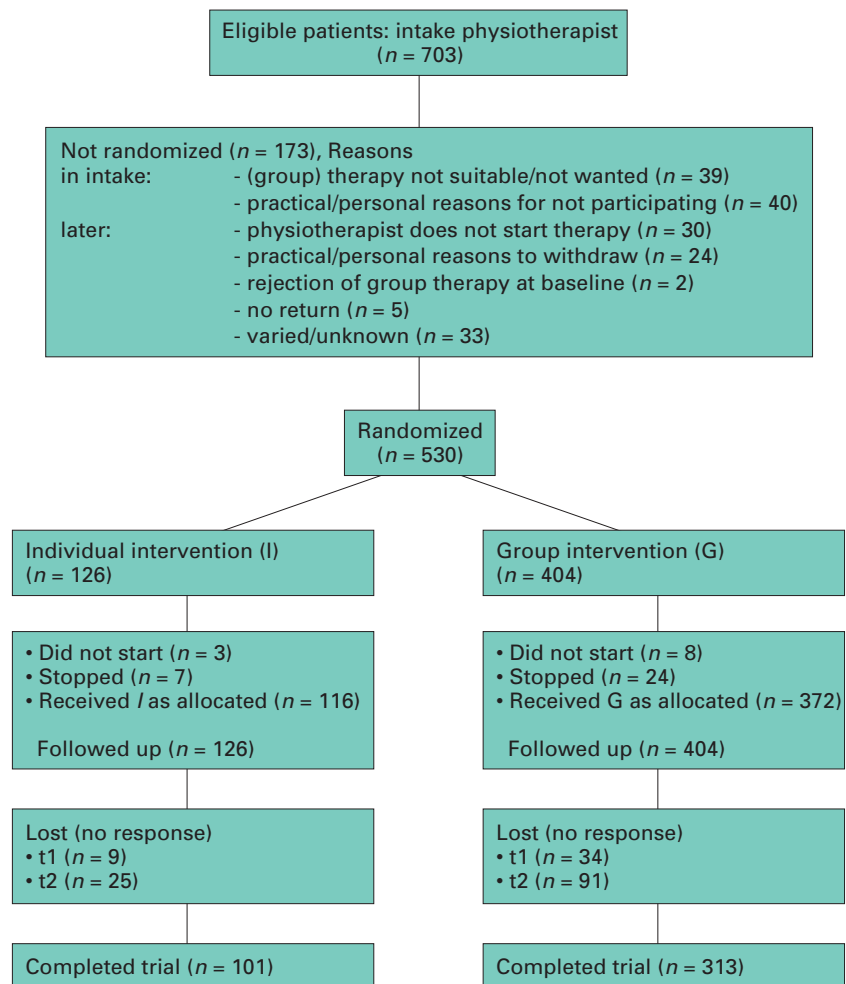 Eligible patients: intake physiotherapist
(n = 703)
Not randomized (n = 173), Reasons
in intake: - (group) therapy not suitable/not wanted (n = 39)
- practical/personal reasons for not participating (n = 40)
later: - physiotherapist does not start therapy (n = 30)
- practical/personal reasons to withdraw (n = 24)
- rejection of group therapy at baseline (n = 2)
- no return (n = 5)
- varied/unknown (n = 33)
Randomized
(n = 530)
Individual intervention (I)
(n = 126)
• Did not start (n = 3)
• Stopped (n = 7)
• Received I as allocated (n = 116)
Followed up (n = 126)
Lost (no response)
• t1 (n = 9)
• t2 (n = 25)
Completed trial (n = 101)
Group intervention (G)
(n = 404)
• Did not start (n = 8)
• Stopped (n = 24)
• Received G as allocated (n = 372)
Followed up (n = 404)
Lost (no response)
• t1 (n = 34)
• t2 (n = 91)
Completed trial (n = 313)